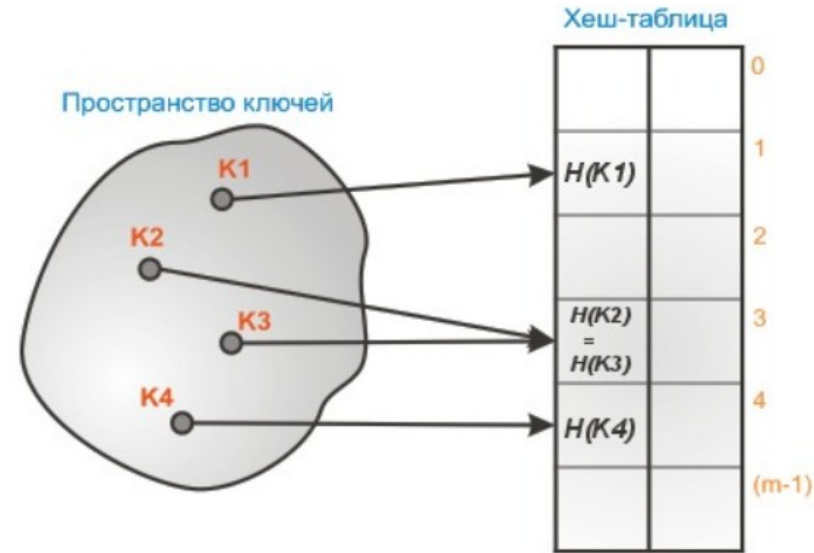 Хеш-таблица
Пространство ключей
0
K1
H(K1)
1
K2
2
K3
H(K2)
=
H(K3)
3
K4
H(K4)
4
(m-1)